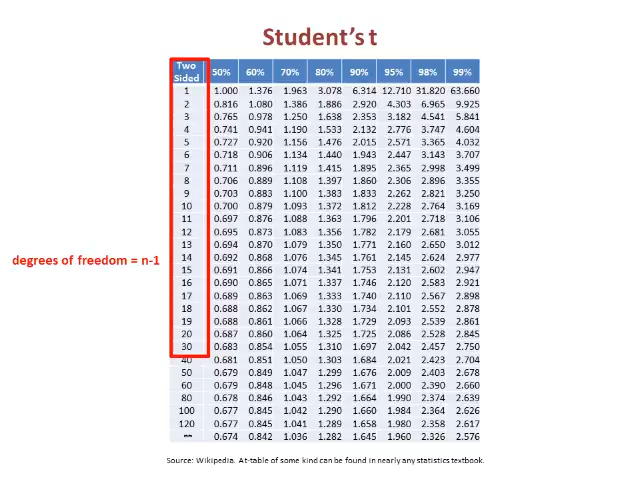 Student's t
Two Sided 50% 60% 70% 80% 90% 95% 98% 99%
1 1.000 1.376 1.963 3.078 6.314 12.710 31.820 63.660
2 0.816 1.080 1.386 1.886 2.920 4.303 6.965 9.925
3 0.765 0.978 1.250 1.638 2.353 3.182 4.541 5.841
4 0.741 0.941 1.190 1.533 2.132 2.776 3.747 4.604
5 0.727 0.920 1.156 1.476 2.015 2.571 3.365 4.032
6 0.718 0.906 1.134 1.440 1.943 2.447 3.143 3.707
7 0.711 0.896 1.119 1.415 1.895 2.365 2.998 3.499
8 0.706 0.889 1.108 1.397 1.860 2.306 2.896 3.355
9 0.703 0.883 1.100 1.383 1.833 2.262 2.821 3.250
10 0.700 0.879 1.093 1.372 1.812 2.228 2.764 3.169
11 0.697 0.876 1.088 1.363 1.796 2.201 2.718 3.106
12 0.695 0.873 1.083 1.356 1.782 2.179 2.681 3.055
13 0.694 0.870 1.079 1.350 1.771 2.160 2.650 3.012
degrees of freedom = n-1
14 0.692 0.868 1.076 1.345 1.761 2.145 2.624 2.977
15 0.691 0.866 1.074 1.341 1.753 2.131 2.602 2.947
16 0.690 0.865 1.071 1.337 1.746 2.120 2.583 2.921
17 0.689 0.863 1.069 1.333 1.740 2.110 2.567 2.898
18 0.688 0.862 1.067 1.330 1.734 2.101 2.552 2.878
19 0.688 0.861 1.066 1.328 1.729 2.093 2.539 2.861
20 0.687 0.860 1.064 1.325 1.725 2.086 2.528 2.845
30 0.683 0.854 1.055 1.310 1.697 2.042 2.457 2.750
40 0.681 0.851 1.050 1.303 1.684 2.021 2.423 2.704
50 0.679 0.849 1.047 1.299 1.676 2.009 2.403 2.678
60 0.679 0.848 1.045 1.296 1.671 2.000 2.390 2.660
80 0.678 0.846 1.043 1.292 1.664 1.990 2.374 2.639
100 0.677 0.845 1.042 1.290 1.660 1.984 2.364 2.626
120 0.677 0.845 1.041 1.289 1.658 1.980 2.358 2.617
∞ 0.674 0.842 1.036 1.282 1.645 1.960 2.326 2.576
Source: Wikipedia. A t-table of some kind can be found in nearly any statistics textbook.